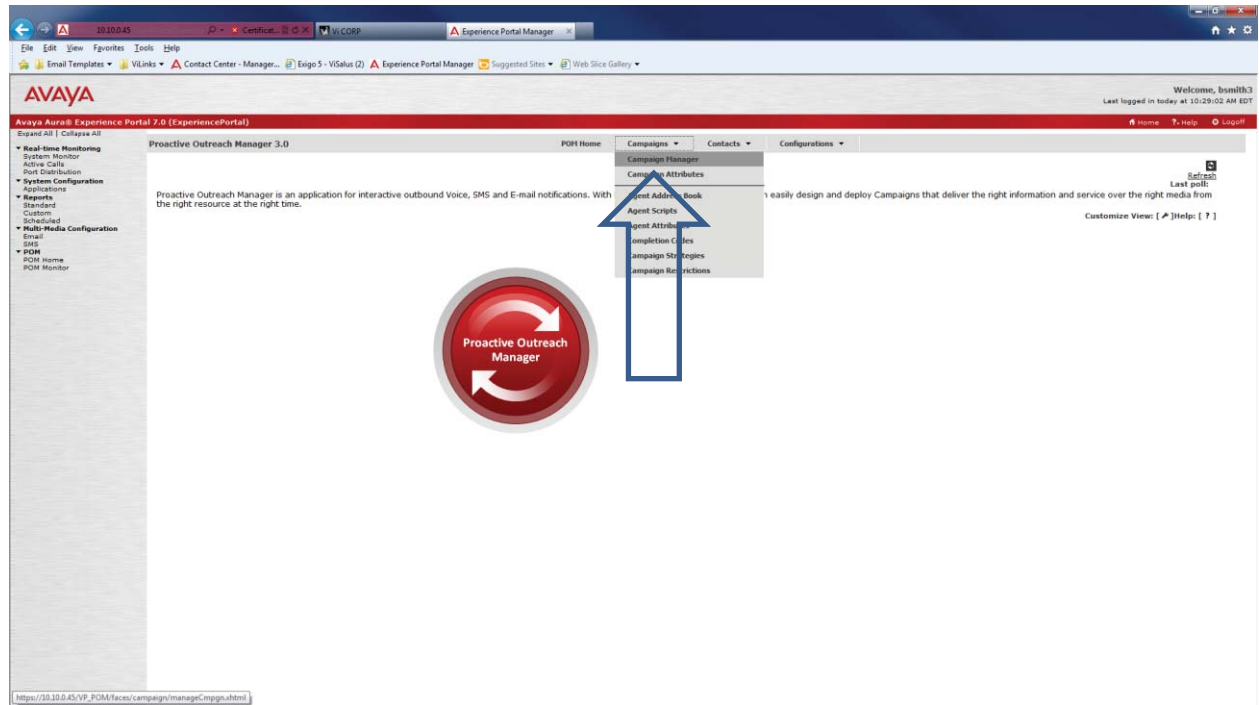 10.10.0.45
Certificat...
Vi CORP
Experience Portal Manager
File Edit View Favorites Tools Help
Email Templates ViLinks Contact Center - Manager... Exigo 5 - ViSalus (2) Experience Portal Manager Suggested Sites Web Slice Gallery
AVAYA
Welcome, bsmith3
Last logged in today at 10:29:02 AM EDT
Avaya Aura® Experience Portal 7.0 (ExperiencePortal)
Home ?. Help Logoff
Expand All | Collapse All
Real-time Monitoring
System Monitor
Active Calls
Port Distribution
System Configuration
Applications
Reports
Standard
Custom
Scheduled
Multi-Media Configuration
Email
SMS
POM
POM Home
POM Monitor
Proactive Outreach Manager 3.0
POM Home Campaigns Contacts Configurations
Campaign Manager
Campaign Attributes
Agent Address Book
Agent Scripts
Agent Attributes
Completion Codes
Campaign Strategies
Campaign Restrictions
Refresh
Last poll:
Proactive Outreach Manager is an application for interactive outbound Voice, SMS and E-mail notifications. With easily design and deploy Campaigns that deliver the right information and service over the right media from
the right resource at the right time.
Customize View: [ ]Help: [ ? ]
Proactive Outreach
Manager
https://10.10.0.45/VP_POM/faces/campaign/manageCmpgn.xhtml